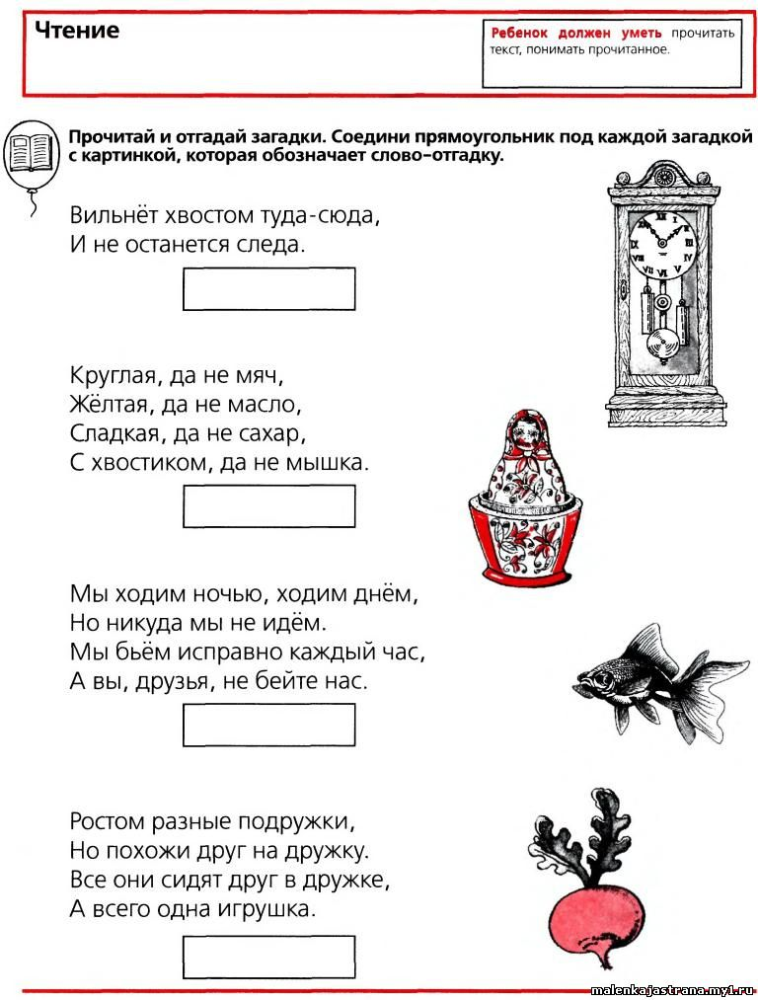 Чтение
Ребенок должен уметь прочитать
текст, понимать прочитанное.
Прочитай и отгадай загадки. Соедини прямоугольник под каждой загадкой
с картинкой, которая обозначает слово-отгадку.
Вильнёт хвостом туда-сюда,
И не останется следа.
Круглая, да не мяч,
Жёлтая, да не масло,
Сладкая, да не сахар,
С хвостиком, да не мышка.
Мы ходим ночью, ходим днём,
Но никуда мы не идём.
Мы бьём исправно каждый час,
А вы, друзья, не бейте нас.
Ростом разные подружки,
Но похожи друг на дружку.
Все они сидят друг в дружке,
А всего одна игрушка.
malenkajastrana.my1.ru